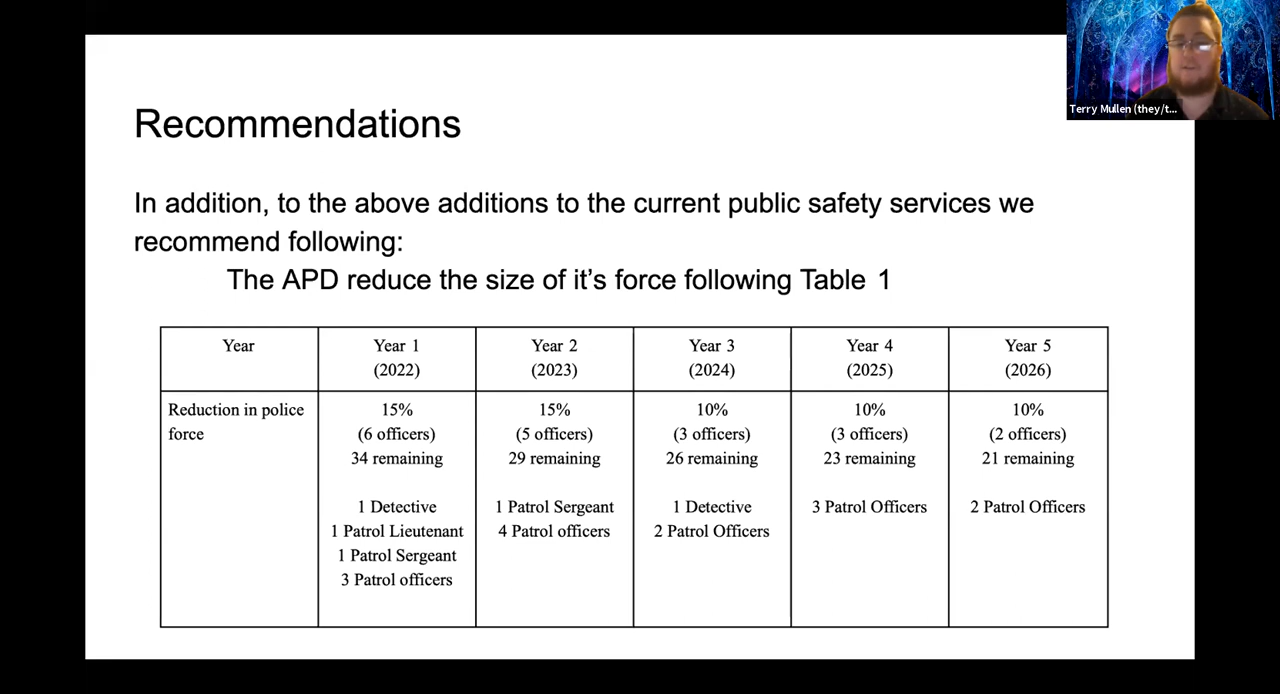 Terry Mullen (they/t...
Recommendations
In addition, to the above additions to the current public safety services we
recommend following:
The APD reduce the size of it's force following Table 1
Year
Year 1
(2022)
Year 2
(2023)
Year 3
(2024)
Year 4
(2025)
Year 5
(2026)
Reduction in police
force
15%
(6 officers)
34 remaining
1 Detective
1 Patrol Lieutenant
1 Patrol Sergeant
3 Patrol officers
15%
(5 officers)
29 remaining
1 Patrol Sergeant
4 Patrol officers
10%
(3 officers)
26 remaining
1 Detective
2 Patrol Officers
10%
(3 officers)
23 remaining
3 Patrol Officers
10%
(2 officers)
21 remaining
2 Patrol Officers